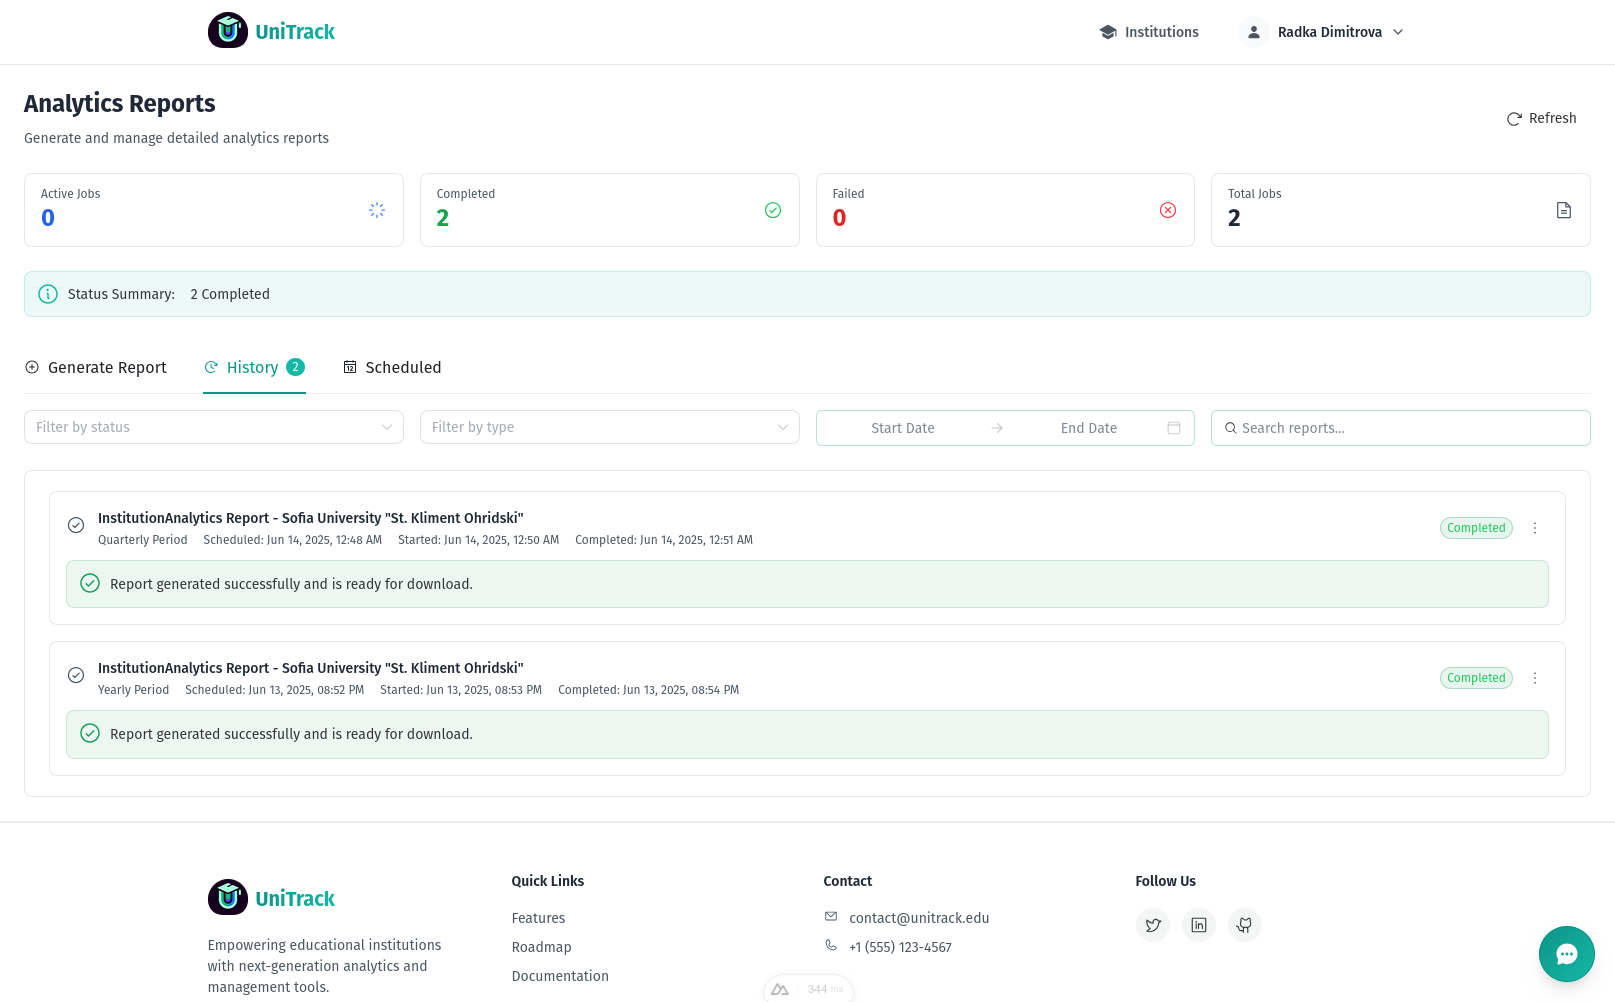 UniTrack
Institutions
Radka Dimitrova
Analytics Reports
Generate and manage detailed analytics reports
Refresh
Active Jobs
0
Completed
2
Failed
0
Total Jobs
2
Status Summary: 2 Completed
Generate Report
History 2
Scheduled
Filter by status
Filter by type
Start Date
End Date
Search reports...
InstitutionAnalytics Report - Sofia University "St. Kliment Ohridski"
Quarterly Period Scheduled: Jun 14, 2025, 12:48 AM Started: Jun 14, 2025, 12:50 AM Completed: Jun 14, 2025, 12:51 AM
Completed
Report generated successfully and is ready for download.
InstitutionAnalytics Report - Sofia University "St. Kliment Ohridski"
Yearly Period Scheduled: Jun 13, 2025, 08:52 PM Started: Jun 13, 2025, 08:53 PM Completed: Jun 13, 2025, 08:54 PM
Completed
Report generated successfully and is ready for download.
UniTrack
Empowering educational institutions
with next-generation analytics and
management tools.
Quick Links
Features
Roadmap
Documentation
Contact
contact@unitrack.edu
+1 (555) 123-4567
Follow Us
344 ms